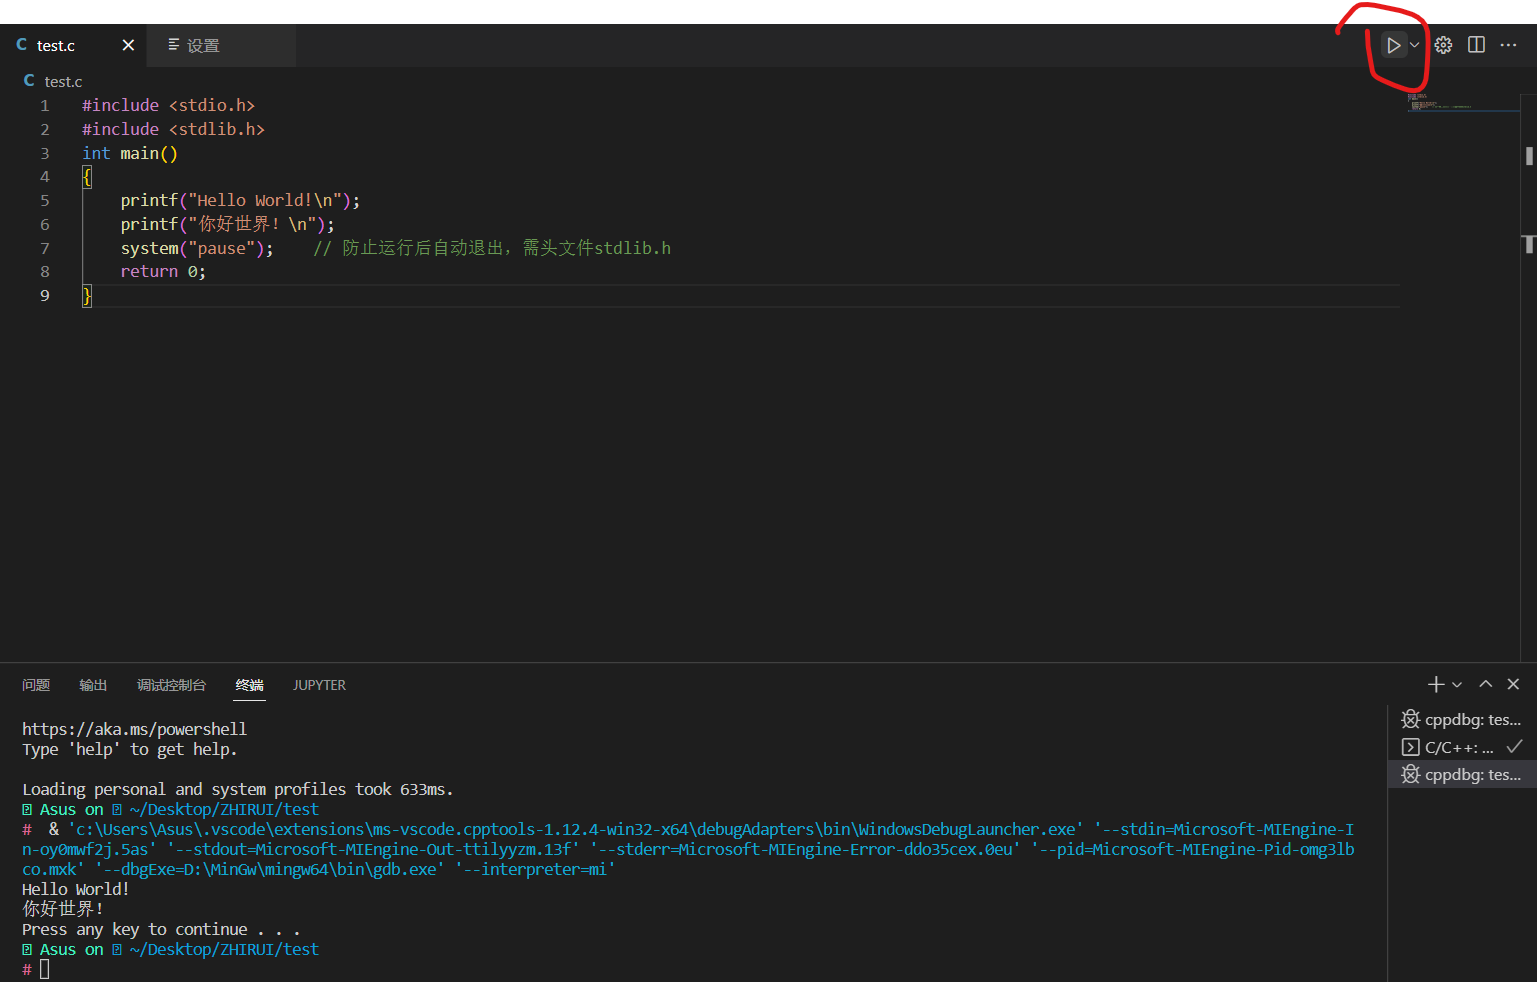 C test.c
设置
C test.c
1 #include <stdio.h>
2 #include <stdlib.h>
3 int main()
4 {
5 printf("Hello World!\n");
6 printf("你好世界！\n");
7 system("pause"); // 防止运行后自动退出，需头文件stdlib.h
8 return 0;
9 }
问题 输出 调试控制台 终端 JUPYTER
https://aka.ms/powershell
Type 'help' to get help.
Loading personal and system profiles took 633ms.
Asus on ~/Desktop/ZHIRUI/test
# & 'c:\Users\Asus\.vscode\extensions\ms-vscode.cpptools-1.12.4-win32-x64\debugAdapters\bin\WindowsDebugLauncher.exe' '--stdin=Microsoft-MIEngine-I
n-oy0mwf2j.5as' '--stdout=Microsoft-MIEngine-Out-ttilyyzm.13f' '--stderr=Microsoft-MIEngine-Error-ddo35cex.0eu' '--pid=Microsoft-MIEngine-Pid-omg3lb
co.mxk' '--dbgExe=D:\MinGw\mingw64\bin\gdb.exe' '--interpreter=mi'
Hello World!
你好世界！
Press any key to continue . . .
Asus on ~/Desktop/ZHIRUI/test
#
cppdbg: tes...
C/C++: ...
cppdbg: tes...